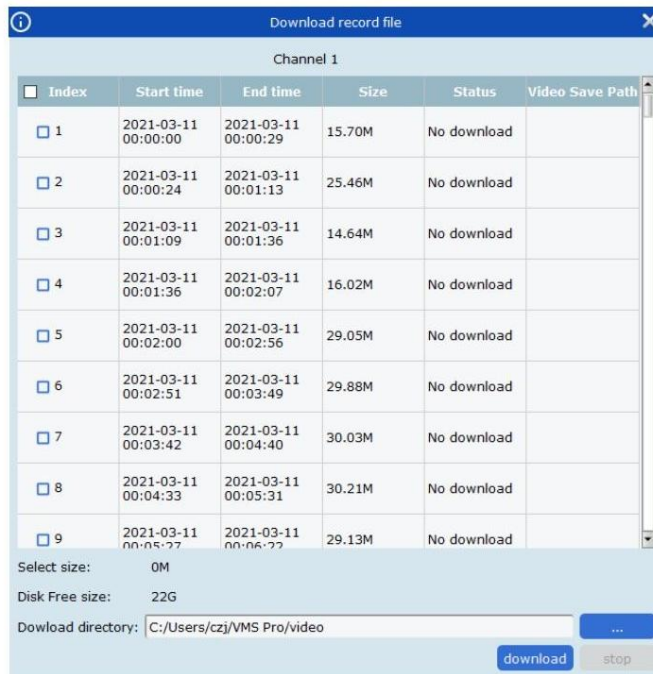 Download record file
Channel 1
Index Start time End time Size Status Video Save Path
1 2021-03-11 00:00:00 2021-03-11 00:00:29 15.70M No download
2 2021-03-11 00:00:24 2021-03-11 00:01:13 25.46M No download
3 2021-03-11 00:01:09 2021-03-11 00:01:36 14.64M No download
4 2021-03-11 00:01:36 2021-03-11 00:02:07 16.02M No download
5 2021-03-11 00:02:00 2021-03-11 00:02:56 29.05M No download
6 2021-03-11 00:02:51 2021-03-11 00:03:49 29.88M No download
7 2021-03-11 00:03:42 2021-03-11 00:04:40 30.03M No download
8 2021-03-11 00:04:33 2021-03-11 00:05:31 30.21M No download
9 2021-03-11 00:05:27 2021-03-11 00:06:22 29.13M No download
Select size: 0M
Disk Free size: 22G
Dowload directory: C:/Users/czj/VMS Pro/video ...
download stop